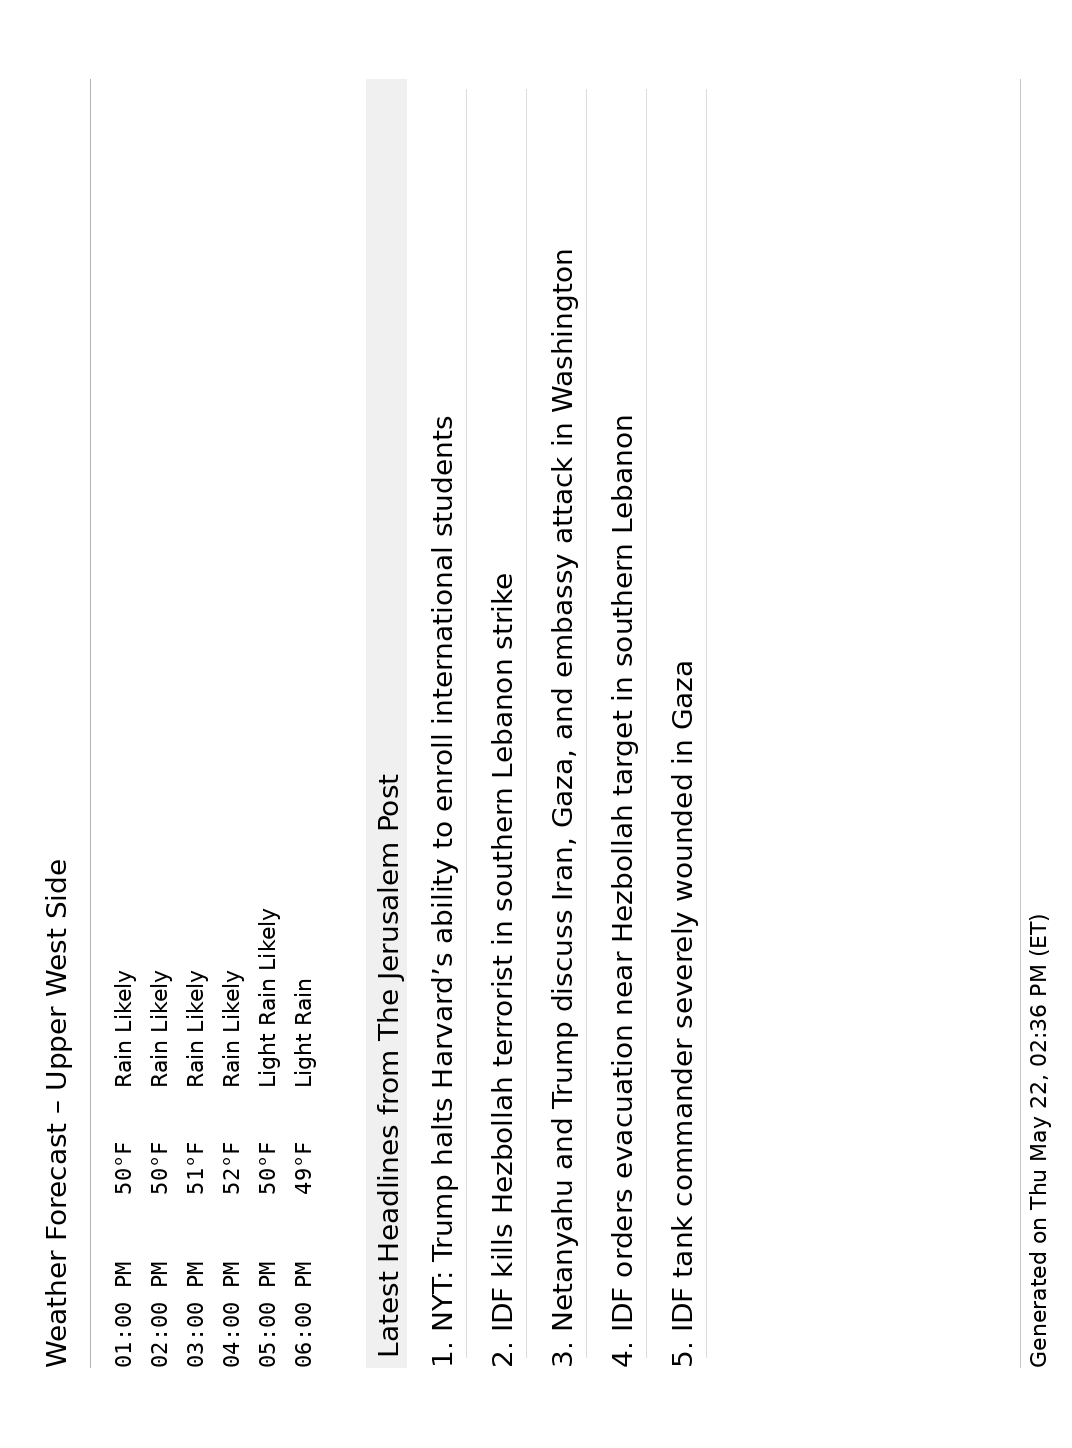 Weather Forecast – Upper West Side
01:00 PM 50°F Rain Likely
02:00 PM 50°F Rain Likely
03:00 PM 51°F Rain Likely
04:00 PM 52°F Rain Likely
05:00 PM 50°F Light Rain Likely
06:00 PM 49°F Light Rain
Latest Headlines from The Jerusalem Post
1. NYT: Trump halts Harvard’s ability to enroll international students
2. IDF kills Hezbollah terrorist in southern Lebanon strike
3. Netanyahu and Trump discuss Iran, Gaza, and embassy attack in Washington
4. IDF orders evacuation near Hezbollah target in southern Lebanon
5. IDF tank commander severely wounded in Gaza
Generated on Thu May 22, 02:36 PM (ET)